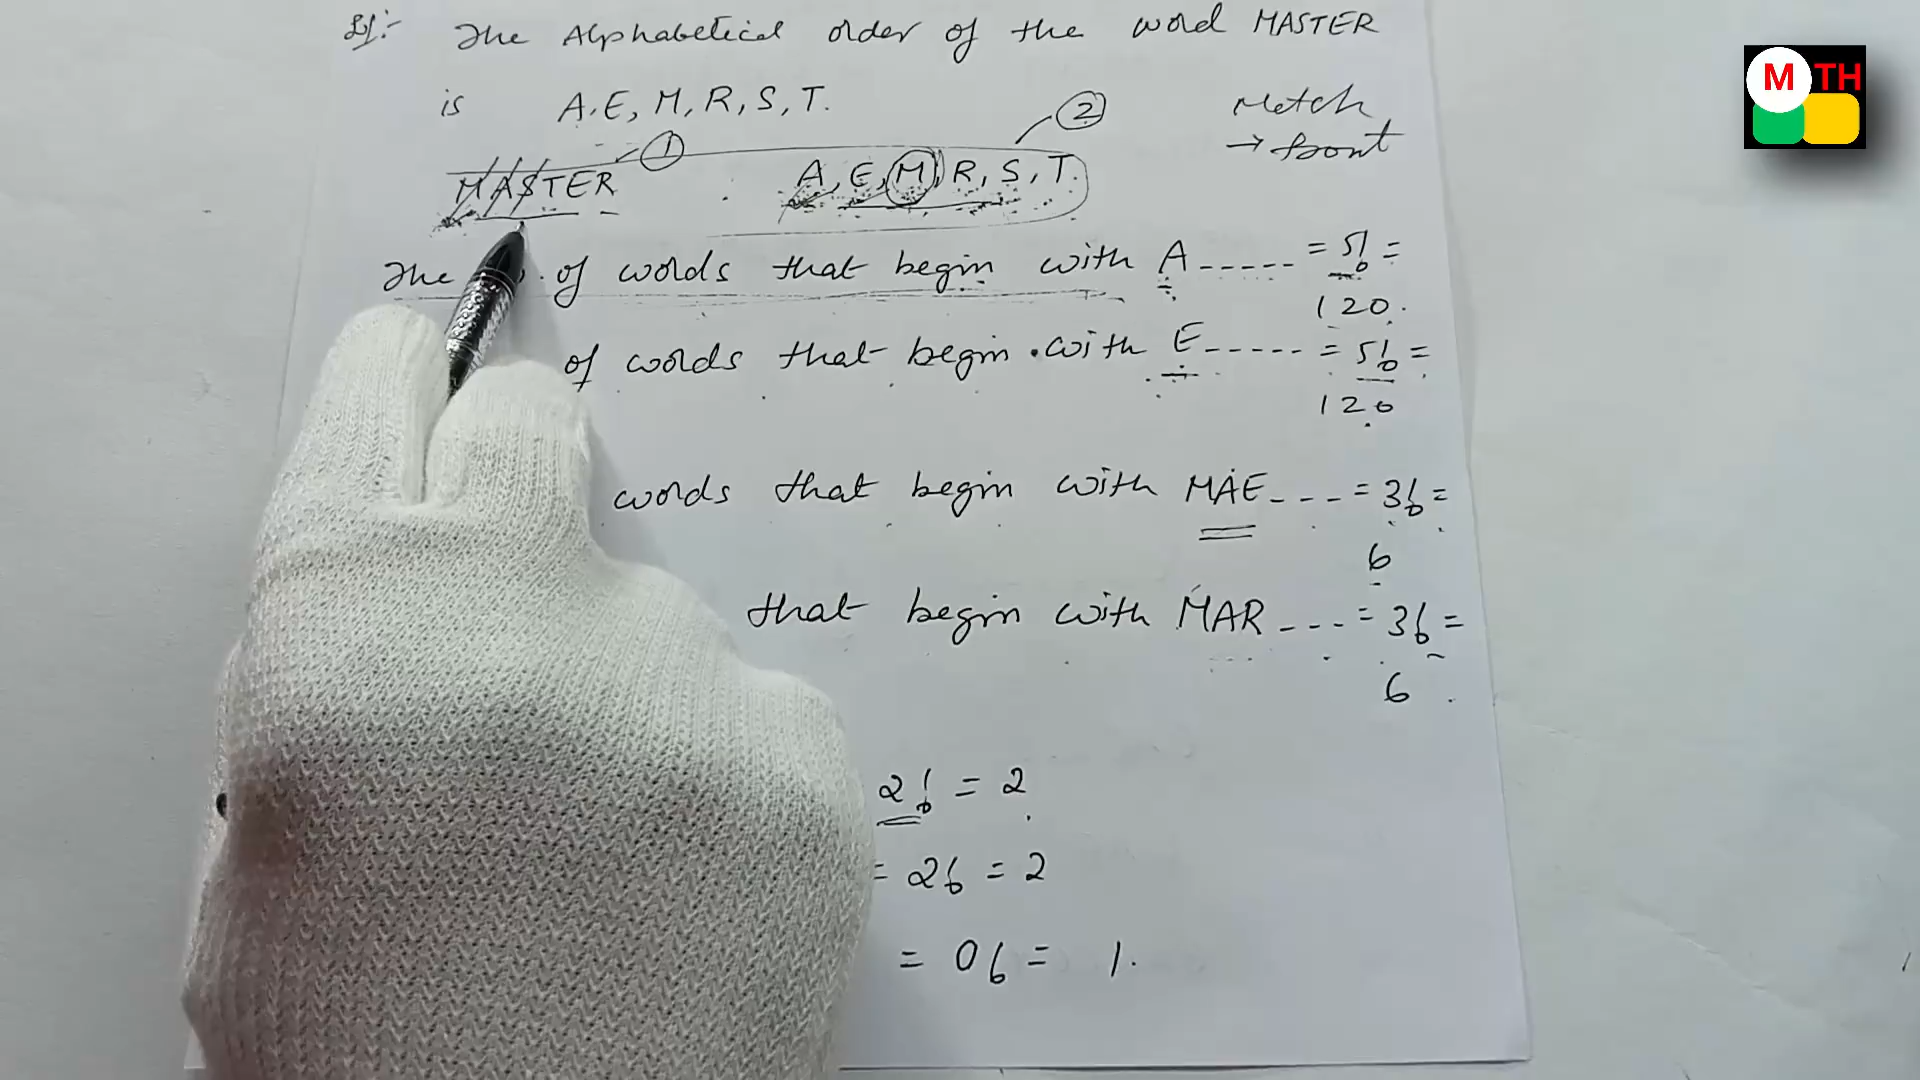 M TH
The Alphabetical order of the word MASTER
is A, E, M, R, S, T.
Match
→ front
① ②
MASTER A, E, M, R, S, T.
The of words that begin with A ----- = 5! =
120.
of words that begin with E ----- = 5! =
120
words that begin with MAE --- = 3! =
6
that begin with MAR --- = 3! =
6
2! = 2
= 2! = 2
= 0! = 1.